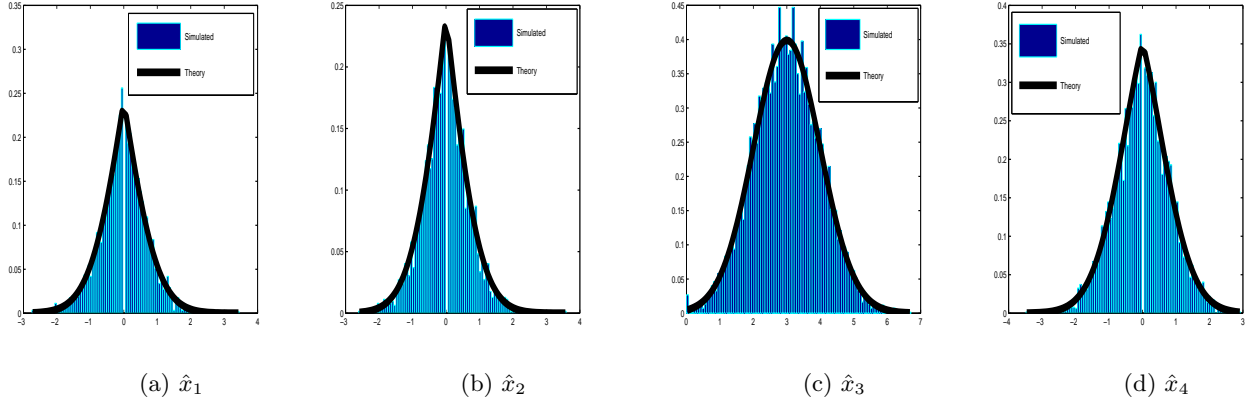 0.35
0.3
0.25
0.2
0.15
0.1
0.05
0
−3 −2 −1 0 1 2 3 4
Simulated
Theory
0.25
0.2
0.15
0.1
0.05
0
−3 −2 −1 0 1 2 3 4
Simulated
Theory
0.45
0.4
0.35
0.3
0.25
0.2
0.15
0.1
0.05
0
0 1 2 3 4 5 6 7
Simulated
Theory
0.4
0.35
0.3
0.25
0.2
0.15
0.1
0.05
0
−4 −3 −2 −1 0 1 2 3
Simulated
Theory
(a) x̂₁
(b) x̂₂
(c) x̂₃
(d) x̂₄